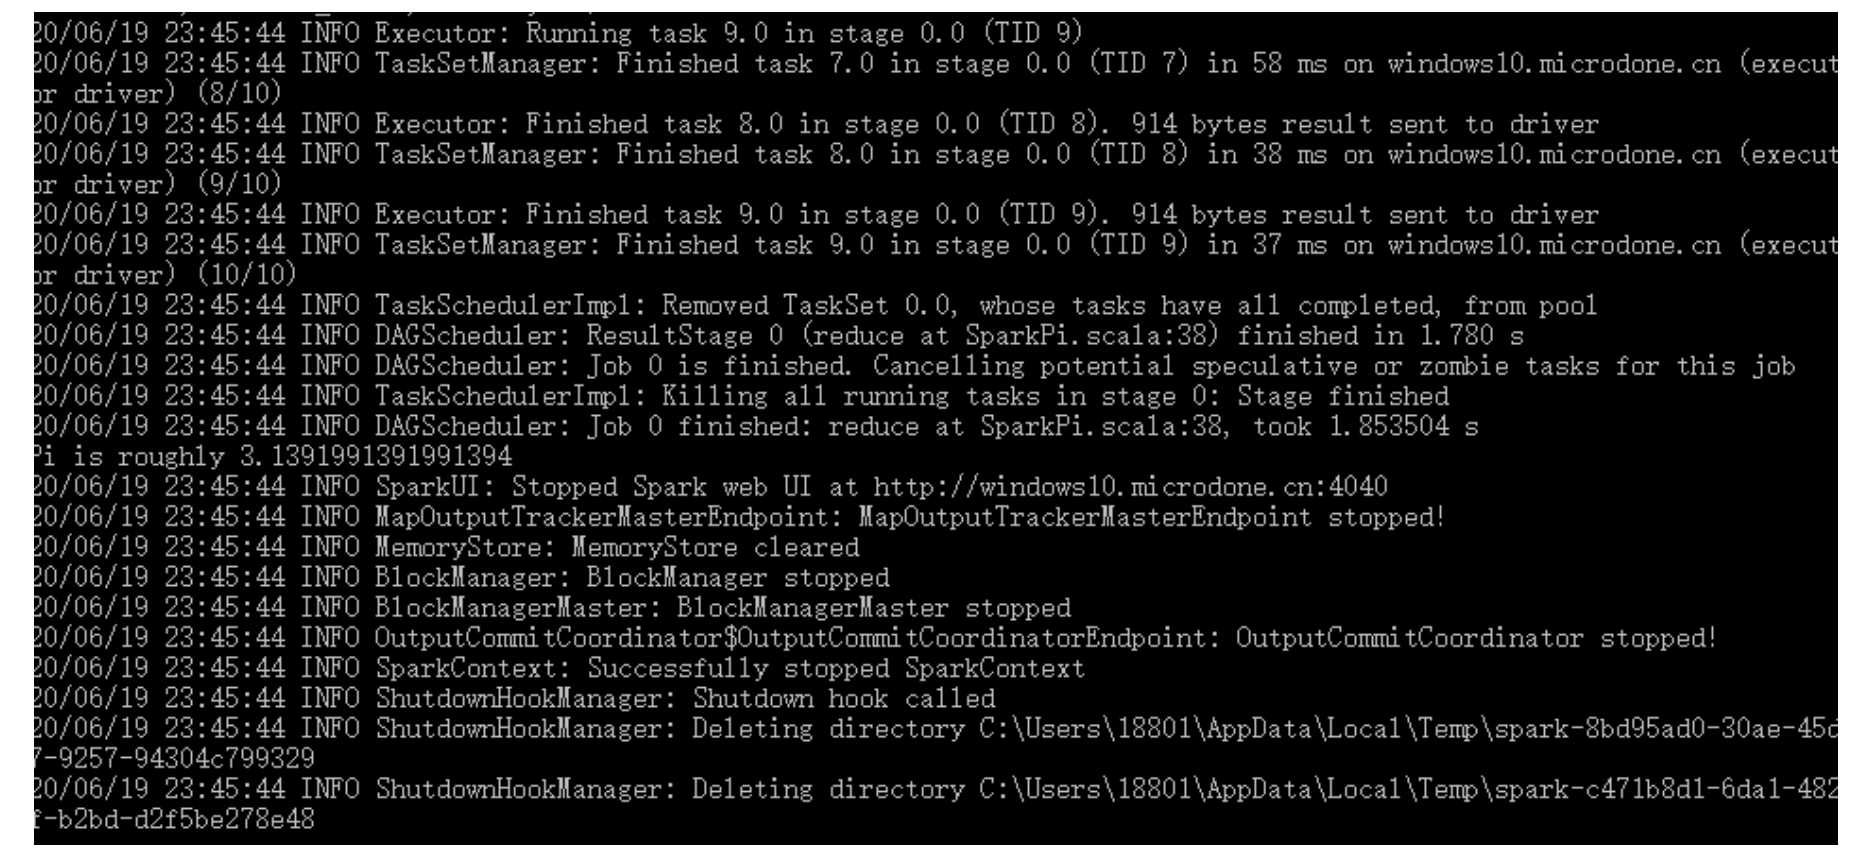 20/06/19 23:45:44 INFO Executor: Running task 9.0 in stage 0.0 (TID 9)
20/06/19 23:45:44 INFO TaskSetManager: Finished task 7.0 in stage 0.0 (TID 7) in 58 ms on windows10.microdone.cn (execut
or driver) (8/10)
20/06/19 23:45:44 INFO Executor: Finished task 8.0 in stage 0.0 (TID 8). 914 bytes result sent to driver
20/06/19 23:45:44 INFO TaskSetManager: Finished task 8.0 in stage 0.0 (TID 8) in 38 ms on windows10.microdone.cn (execut
or driver) (9/10)
20/06/19 23:45:44 INFO Executor: Finished task 9.0 in stage 0.0 (TID 9). 914 bytes result sent to driver
20/06/19 23:45:44 INFO TaskSetManager: Finished task 9.0 in stage 0.0 (TID 9) in 37 ms on windows10.microdone.cn (execut
or driver) (10/10)
20/06/19 23:45:44 INFO TaskSchedulerImpl: Removed TaskSet 0.0, whose tasks have all completed, from pool
20/06/19 23:45:44 INFO DAGScheduler: ResultStage 0 (reduce at SparkPi.scala:38) finished in 1.780 s
20/06/19 23:45:44 INFO DAGScheduler: Job 0 is finished. Cancelling potential speculative or zombie tasks for this job
20/06/19 23:45:44 INFO TaskSchedulerImpl: Killing all running tasks in stage 0: Stage finished
20/06/19 23:45:44 INFO DAGScheduler: Job 0 finished: reduce at SparkPi.scala:38, took 1.853504 s
Pi is roughly 3.1391991391991394
20/06/19 23:45:44 INFO SparkUI: Stopped Spark web UI at http://windows10.microdone.cn:4040
20/06/19 23:45:44 INFO MapOutputTrackerMasterEndpoint: MapOutputTrackerMasterEndpoint stopped!
20/06/19 23:45:44 INFO MemoryStore: MemoryStore cleared
20/06/19 23:45:44 INFO BlockManager: BlockManager stopped
20/06/19 23:45:44 INFO BlockManagerMaster: BlockManagerMaster stopped
20/06/19 23:45:44 INFO OutputCommitCoordinator$OutputCommitCoordinatorEndpoint: OutputCommitCoordinator stopped!
20/06/19 23:45:44 INFO SparkContext: Successfully stopped SparkContext
20/06/19 23:45:44 INFO ShutdownHookManager: Shutdown hook called
20/06/19 23:45:44 INFO ShutdownHookManager: Deleting directory C:\Users\18801\AppData\Local\Temp\spark-8bd95ad0-30ae-45d
7-9257-94304c799329
20/06/19 23:45:44 INFO ShutdownHookManager: Deleting directory C:\Users\18801\AppData\Local\Temp\spark-c471b8d1-6da1-482
f-b2bd-d2f5be278e48